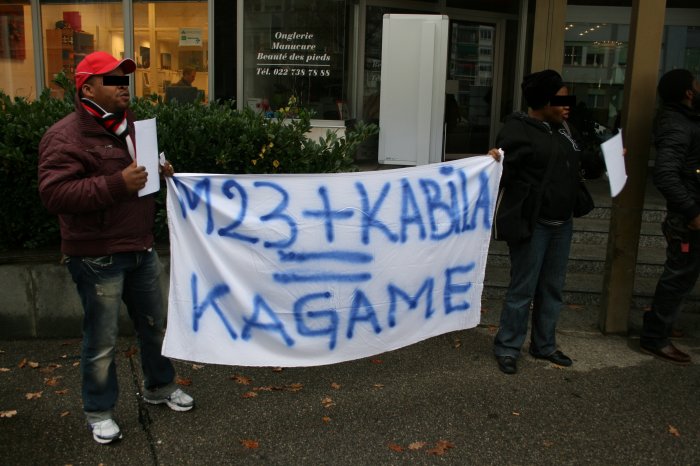 Onglerie
Manucure
Beauté des pieds
Tél. 022 738 78 88
M23 + KABILA
=
KAGAME